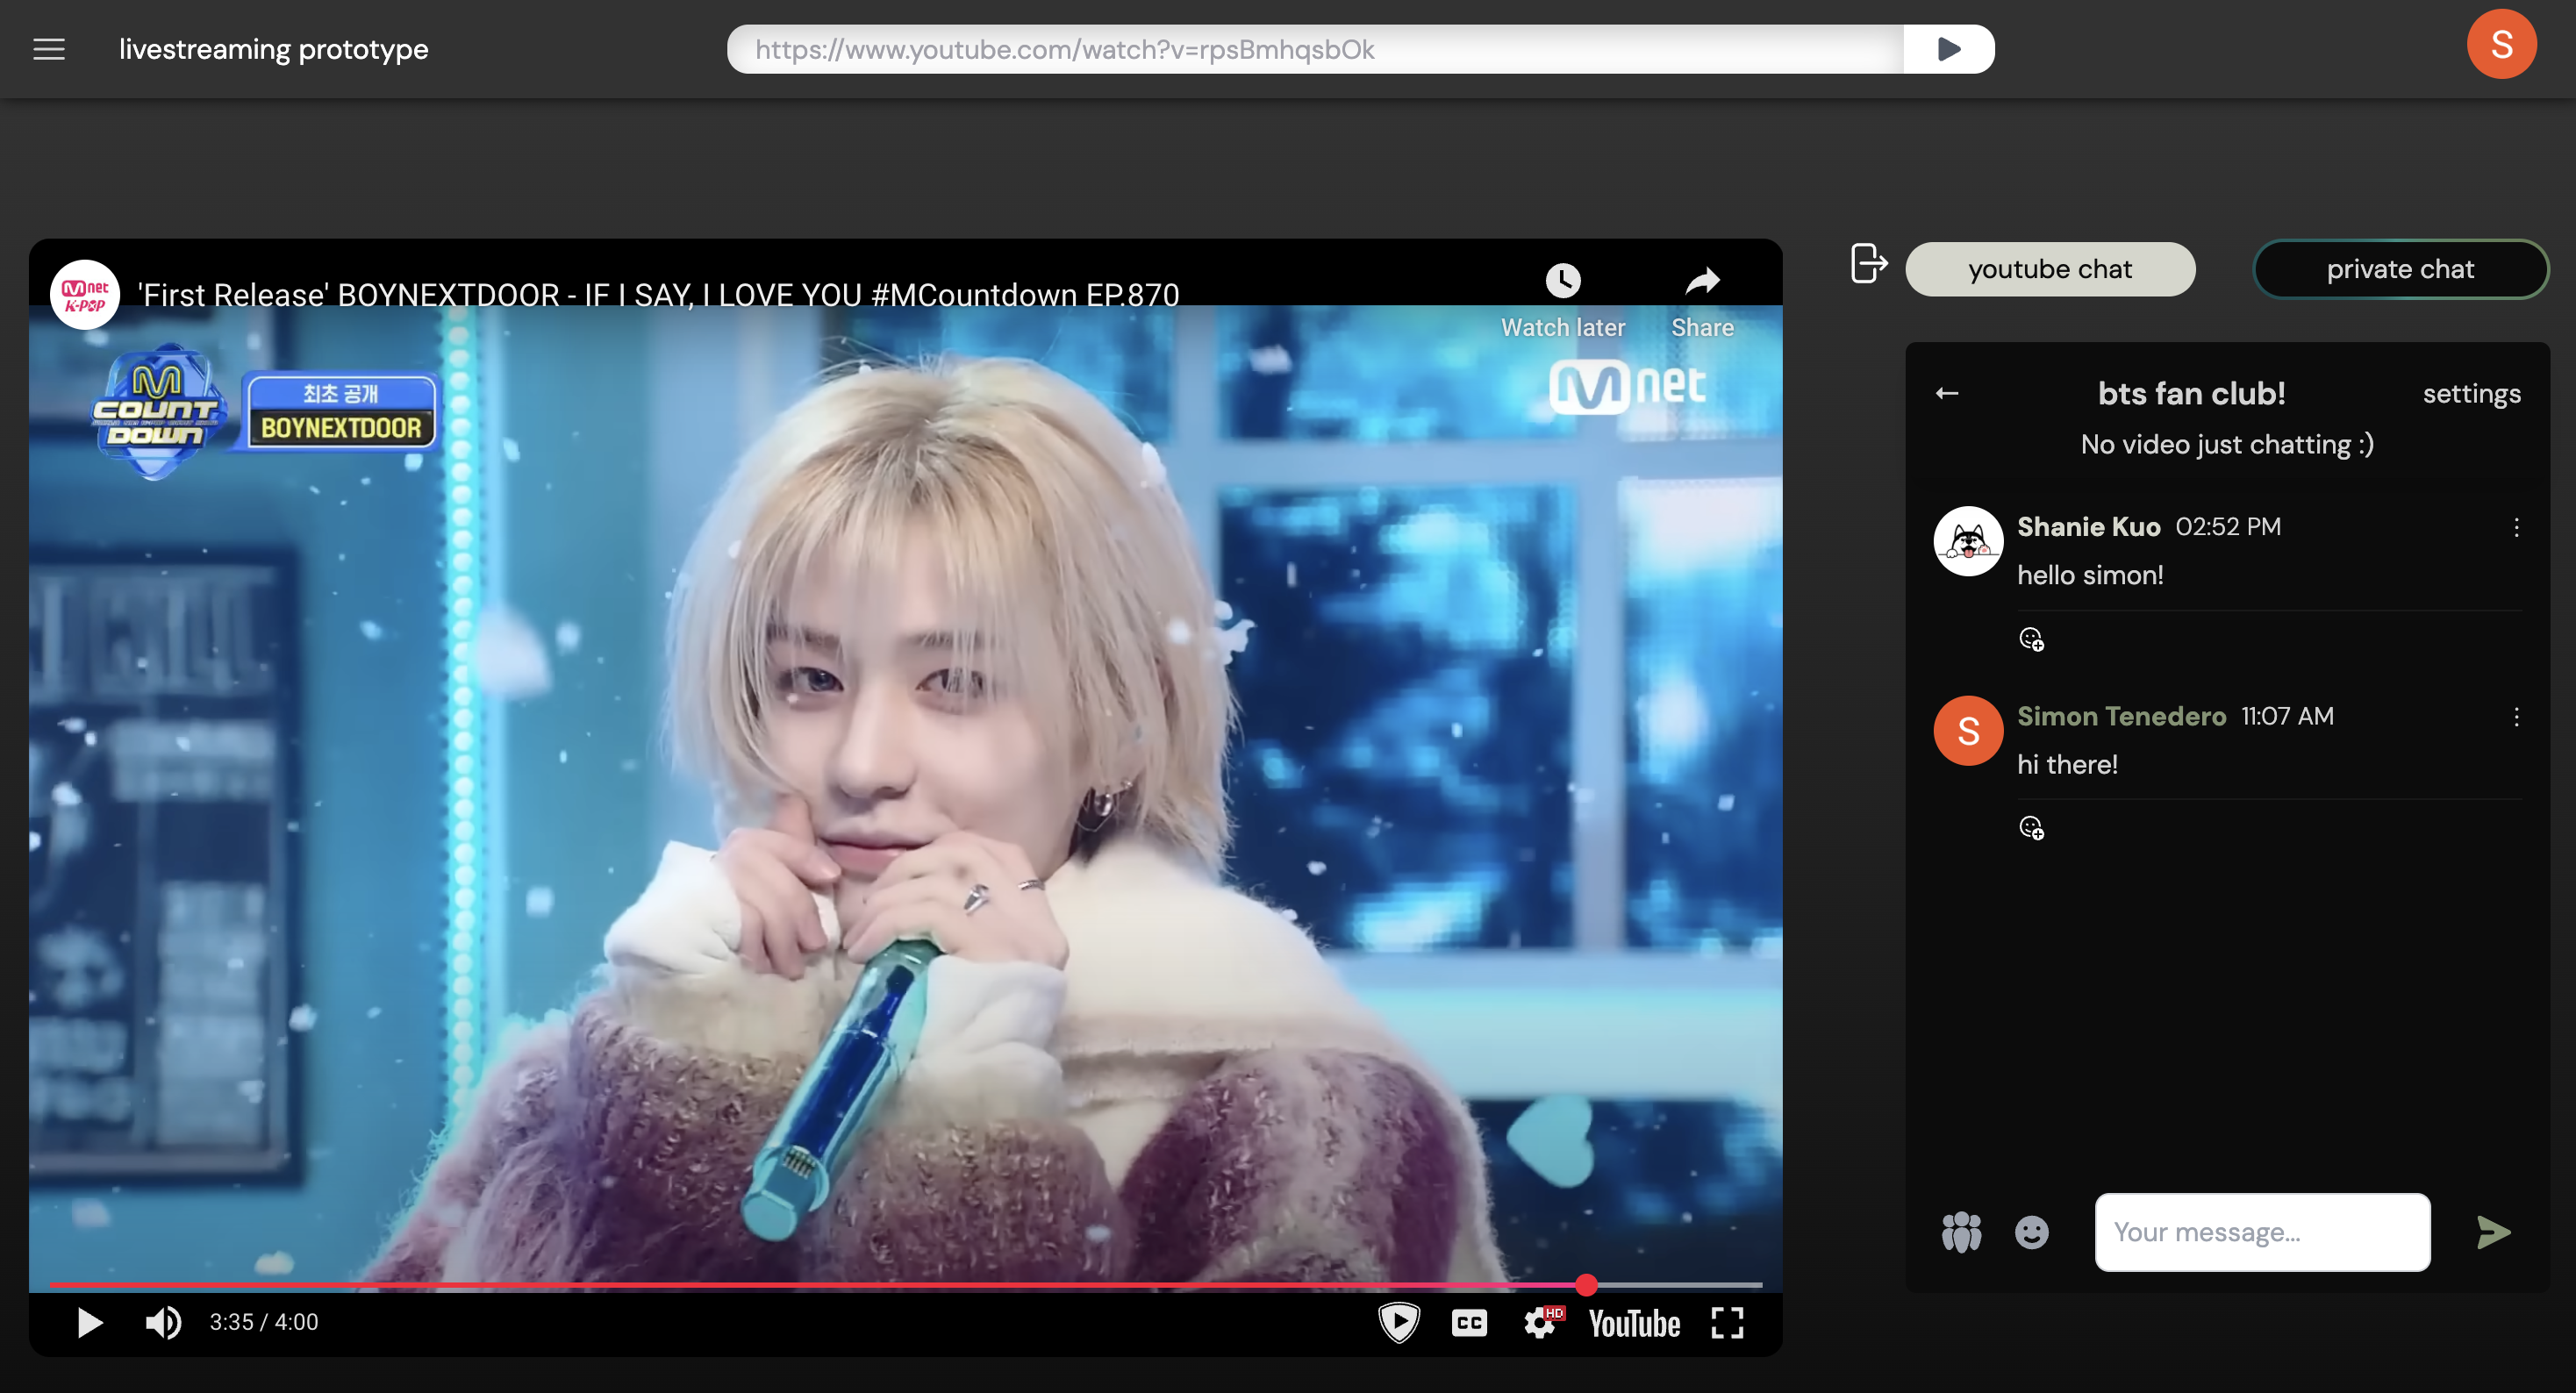 livestreaming prototype
https://www.youtube.com/watch?v=rpsBmhqsbOk
S
Mnet
K-POP
'First Release' BOYNEXTDOOR - IF I SAY, I LOVE YOU #MCountdown EP.870
Watch later
Share
M
COUNT
DOWN
최초 공개
BOYNEXTDOOR
Mnet
3:35 / 4:00
CC
HD
YouTube
youtube chat
private chat
bts fan club!
settings
No video just chatting :)
Shanie Kuo 02:52 PM
hello simon!
S
Simon Tenedero 11:07 AM
hi there!
Your message...